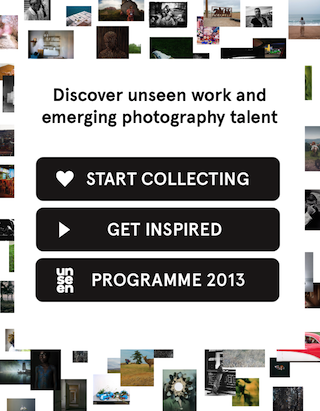 Discover unseen work and
emerging photography talent
START COLLECTING
GET INSPIRED
un
se
en
PROGRAMME 2013